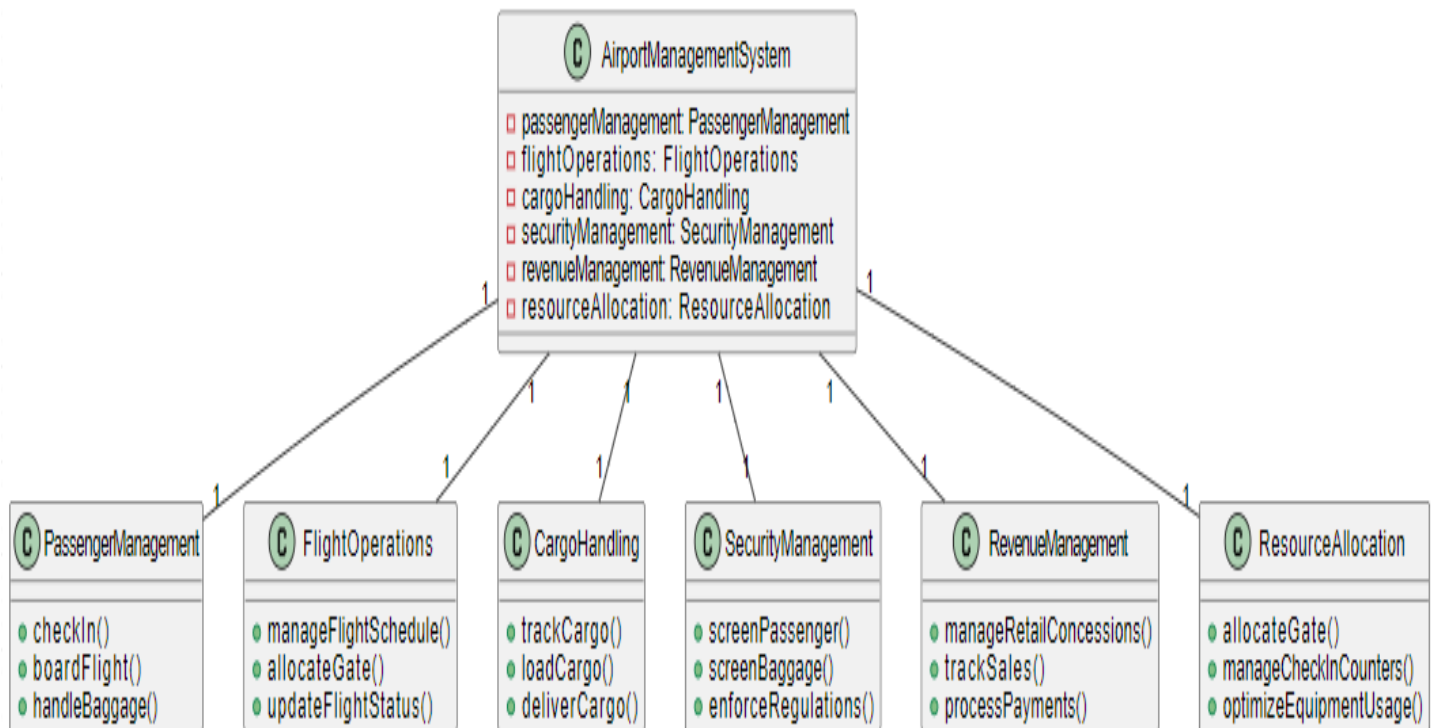 C AirportManagementSystem
passengerManagement: PassengerManagement
flightOperations: FlightOperations
cargoHandling: CargoHandling
securityManagement: SecurityManagement
revenueManagement: RevenueManagement
resourceAllocation: ResourceAllocation
1 1
1 1 1 1
1 1 1 1 1 1
C PassengerManagement
checkIn()
boardFlight()
handleBaggage()
C FlightOperations
manageFlightSchedule()
allocateGate()
updateFlightStatus()
C CargoHandling
trackCargo()
loadCargo()
deliverCargo()
C SecurityManagement
screenPassenger()
screenBaggage()
enforceRegulations()
C RevenueManagement
manageRetailConcessions()
trackSales()
processPayments()
C ResourceAllocation
allocateGate()
manageCheckInCounters()
optimizeEquipmentUsage()